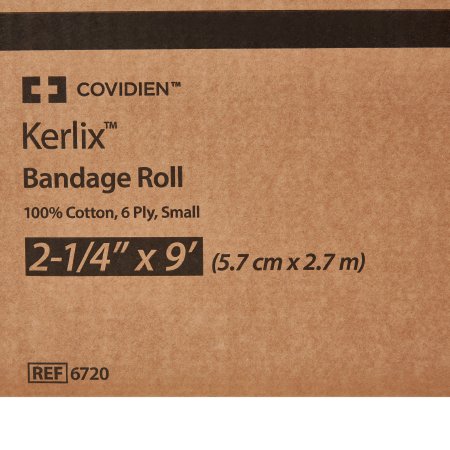 COVIDIEN™
Kerlix™
Bandage Roll
100% Cotton, 6 Ply, Small
2-1/4” x 9’ (5.7 cm x 2.7 m)
REF 6720